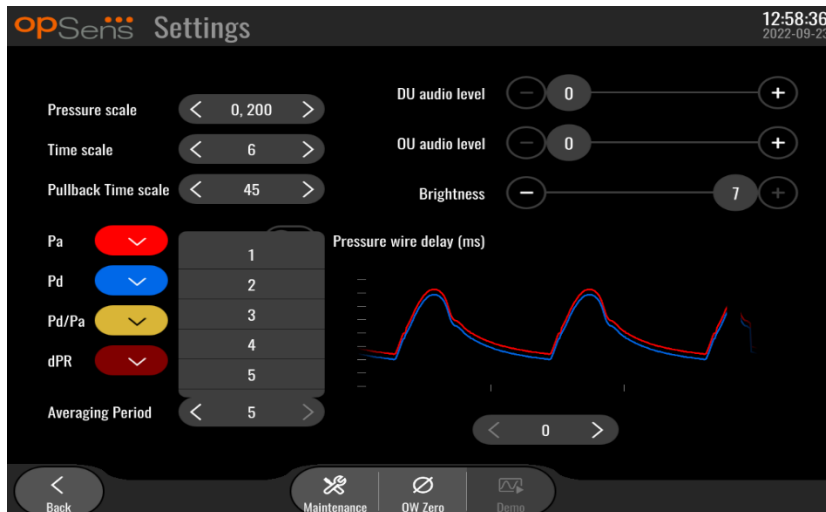 opSens Settings
12:58:36
2022-09-23
Pressure scale 0, 200
Time scale 6
Pullback Time scale 45
DU audio level 0
OU audio level 0
Brightness 7
Pa
Pd
Pd/Pa
dPR
1
2
3
4
5
Averaging Period 5
Pressure wire delay (ms)
0
Back
Maintenance
OW Zero
Demo